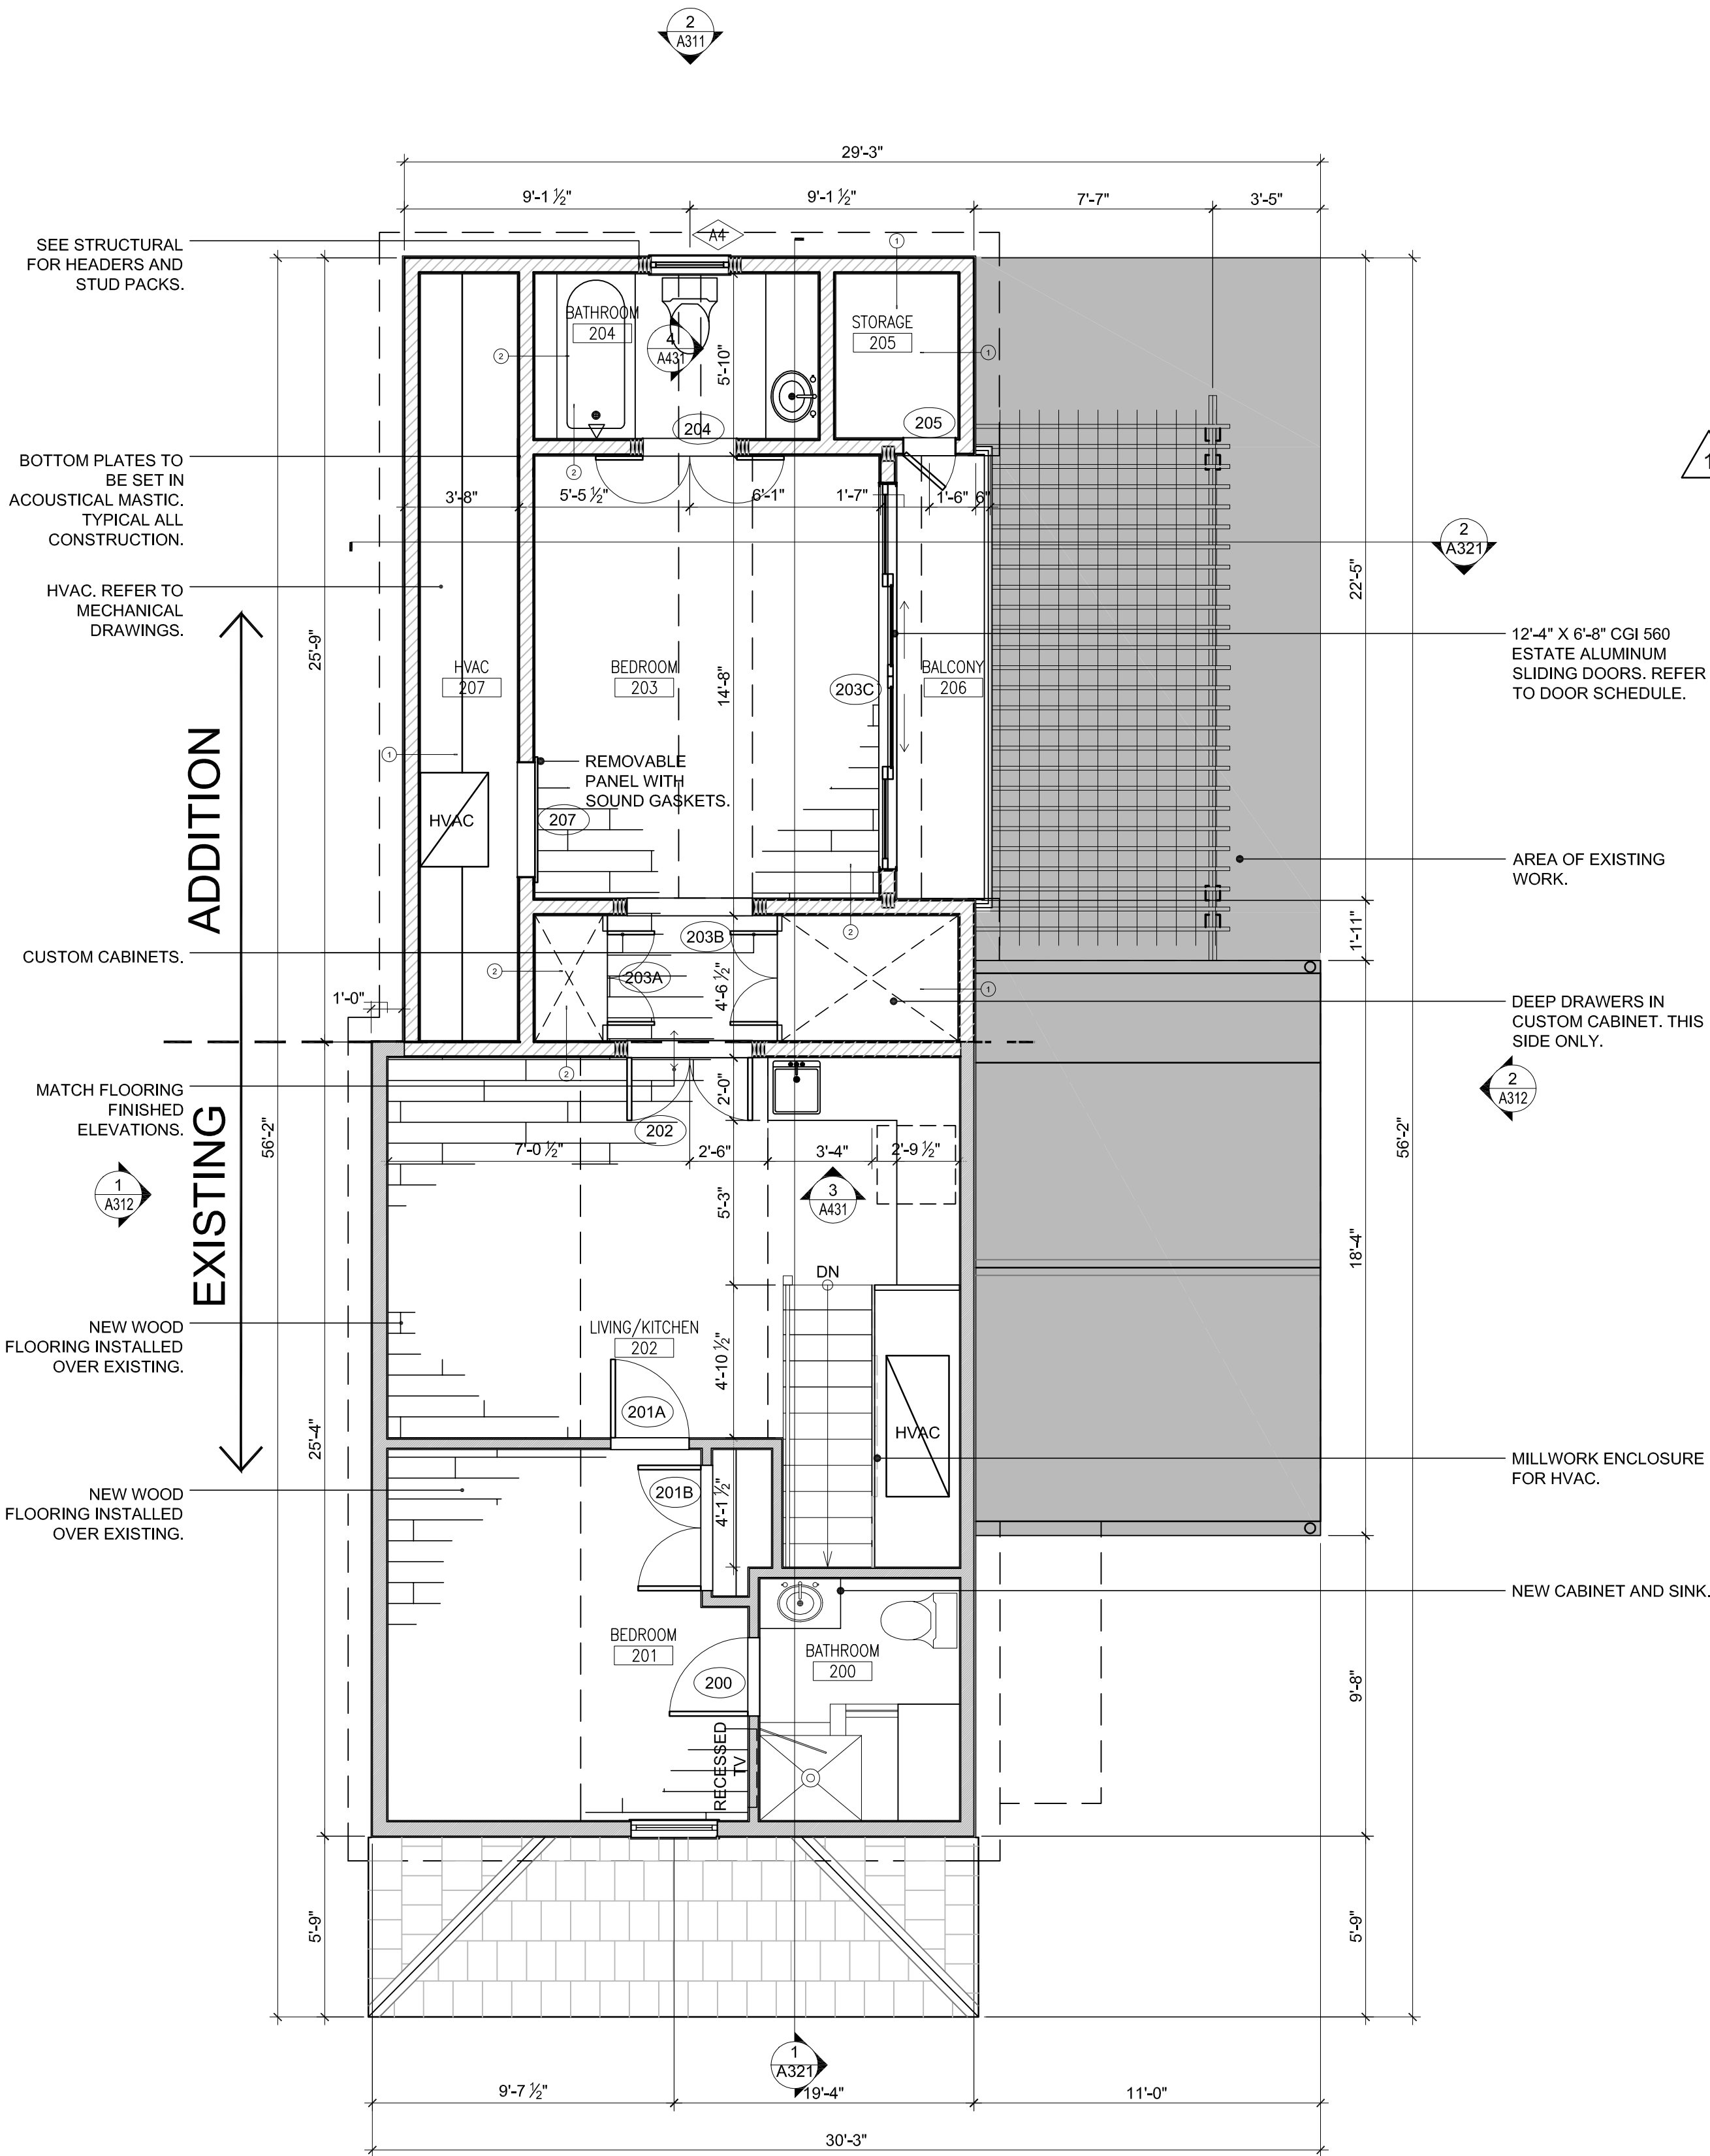 2
A311
29'-3"
9'-1 ½"
9'-1 ½"
7'-7"
3'-5"
A4
1
SEE STRUCTURAL
FOR HEADERS AND
STUD PACKS.
BATHROOM
204
4
A431
5'-10"
STORAGE
205
2
1
204
205
1
BOTTOM PLATES TO
BE SET IN
ACOUSTICAL MASTIC.
TYPICAL ALL
CONSTRUCTION.
2
3'-8"
5'-5 ½"
6'-1"
1'-7"
1'-6"
6"
2
A321
HVAC. REFER TO
MECHANICAL
DRAWINGS.
25'-9"
22'-5"
12'-4" X 6'-8" CGI 560
ESTATE ALUMINUM
SLIDING DOORS. REFER
TO DOOR SCHEDULE.
HVAC
207
BEDROOM
203
14'-8"
203C
BALCONY
206
ADDITION
1
REMOVABLE
PANEL WITH
SOUND GASKETS.
HVAC
207
AREA OF EXISTING
WORK.
CUSTOM CABINETS.
2
203B
203A
4'-6 ½"
2
1
1'-11"
1'-0"
DEEP DRAWERS IN
CUSTOM CABINET. THIS
SIDE ONLY.
2
MATCH FLOORING
FINISHED
ELEVATIONS.
2'-0"
202
2
A312
56'-2"
56'-2"
7'-0 ½"
2'-6"
3'-4"
2'-9 ½"
1
A312
EXISTING
5'-3"
3
A431
18'-4"
DN
NEW WOOD
FLOORING INSTALLED
OVER EXISTING.
LIVING/KITCHEN
202
4'-10 ½"
201A
25'-4"
HVAC
MILLWORK ENCLOSURE
FOR HVAC.
NEW WOOD
FLOORING INSTALLED
OVER EXISTING.
201B
4'-1 ½"
NEW CABINET AND SINK.
BEDROOM
201
BATHROOM
200
200
9'-8"
RECESSED
TV
5'-9"
5'-9"
1
A321
9'-7 ½"
19'-4"
11'-0"
30'-3"